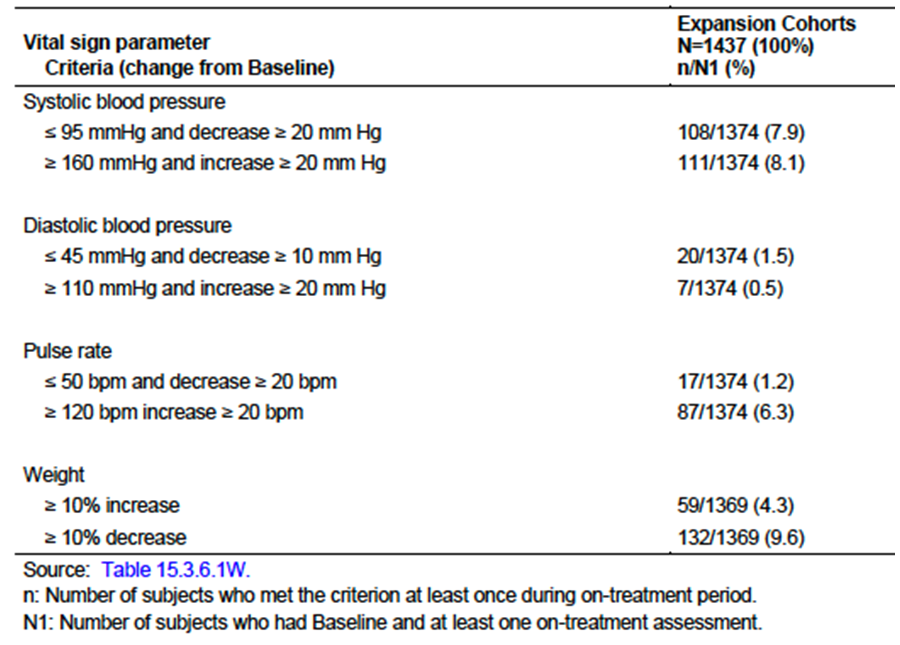 Expansion Cohorts
Vital sign parameter N=1437 (100%)
Criteria (change from Baseline) n/N1 (%)
Systolic blood pressure
≤ 95 mmHg and decrease ≥ 20 mm Hg 108/1374 (7.9)
≥ 160 mmHg and increase ≥ 20 mm Hg 111/1374 (8.1)
Diastolic blood pressure
≤ 45 mmHg and decrease ≥ 10 mm Hg 20/1374 (1.5)
≥ 110 mmHg and increase ≥ 20 mm Hg 7/1374 (0.5)
Pulse rate
≤ 50 bpm and decrease ≥ 20 bpm 17/1374 (1.2)
≥ 120 bpm increase ≥ 20 bpm 87/1374 (6.3)
Weight
≥ 10% increase 59/1369 (4.3)
≥ 10% decrease 132/1369 (9.6)
Source: Table 15.3.6.1W.
n: Number of subjects who met the criterion at least once during on-treatment period.
N1: Number of subjects who had Baseline and at least one on-treatment assessment.